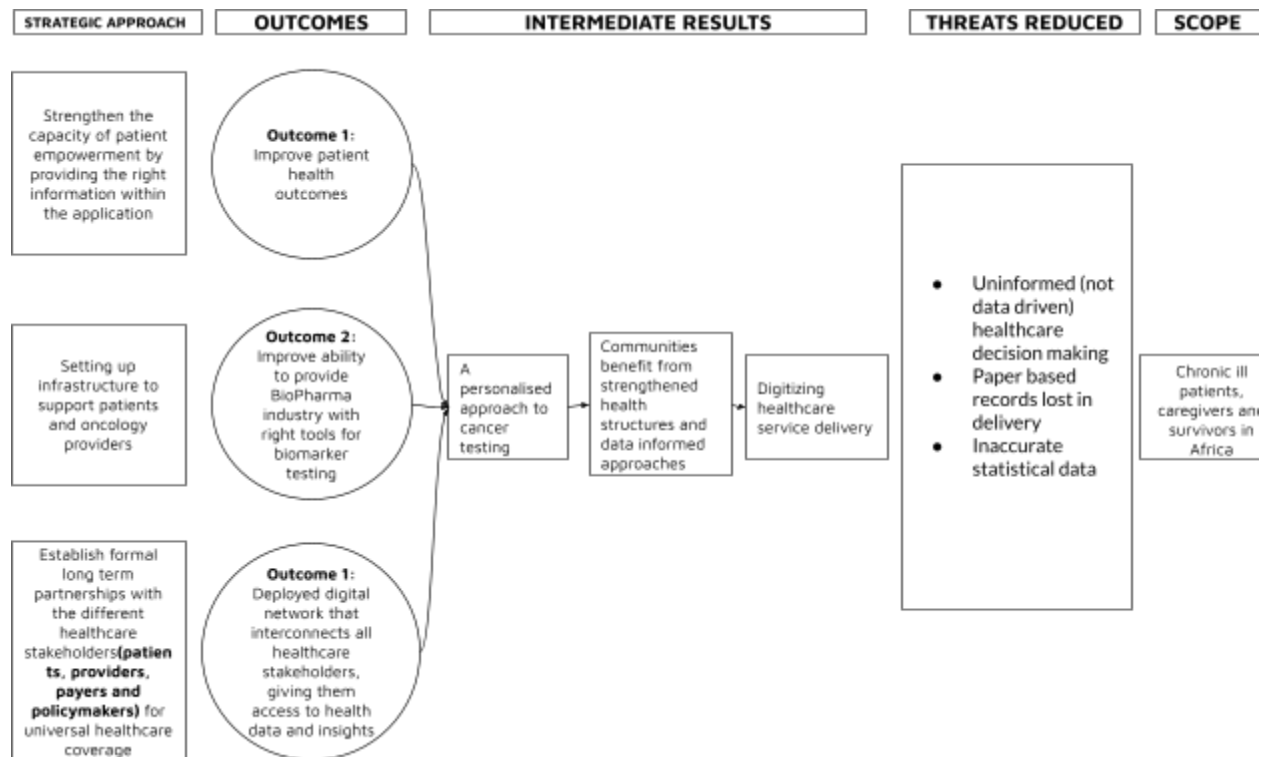 STRATEGIC APPROACH
OUTCOMES
INTERMEDIATE RESULTS
THREATS REDUCED
SCOPE
Strengthen the
capacity of patient
empowerment by
providing the right
information within
the application
Outcome 1:
Improve patient
health
outcomes
Setting up
infrastructure to
support patients
and oncology
providers
Outcome 2:
Improve ability
to provide
BioPharma
industry with
right tools for
biomarker
testing
Establish formal
long term
partnerships with
the different
healthcare
stakeholders(patien
ts, providers,
payers and
policymakers) for
universal healthcare
coverage
Outcome 1:
Deployed digital
network that
interconnects all
healthcare
stakeholders,
giving them
access to health
data and insights
A
personalised
approach to
cancer
testing
Communities
benefit from
strengthened
health
structures and
data informed
approaches
Digitizing
healthcare
service delivery
● Uninformed (not
data driven)
healthcare
decision making
● Paper based
records lost in
delivery
● Inaccurate
statistical data
Chronic ill
patients,
caregivers and
survivors in
Africa